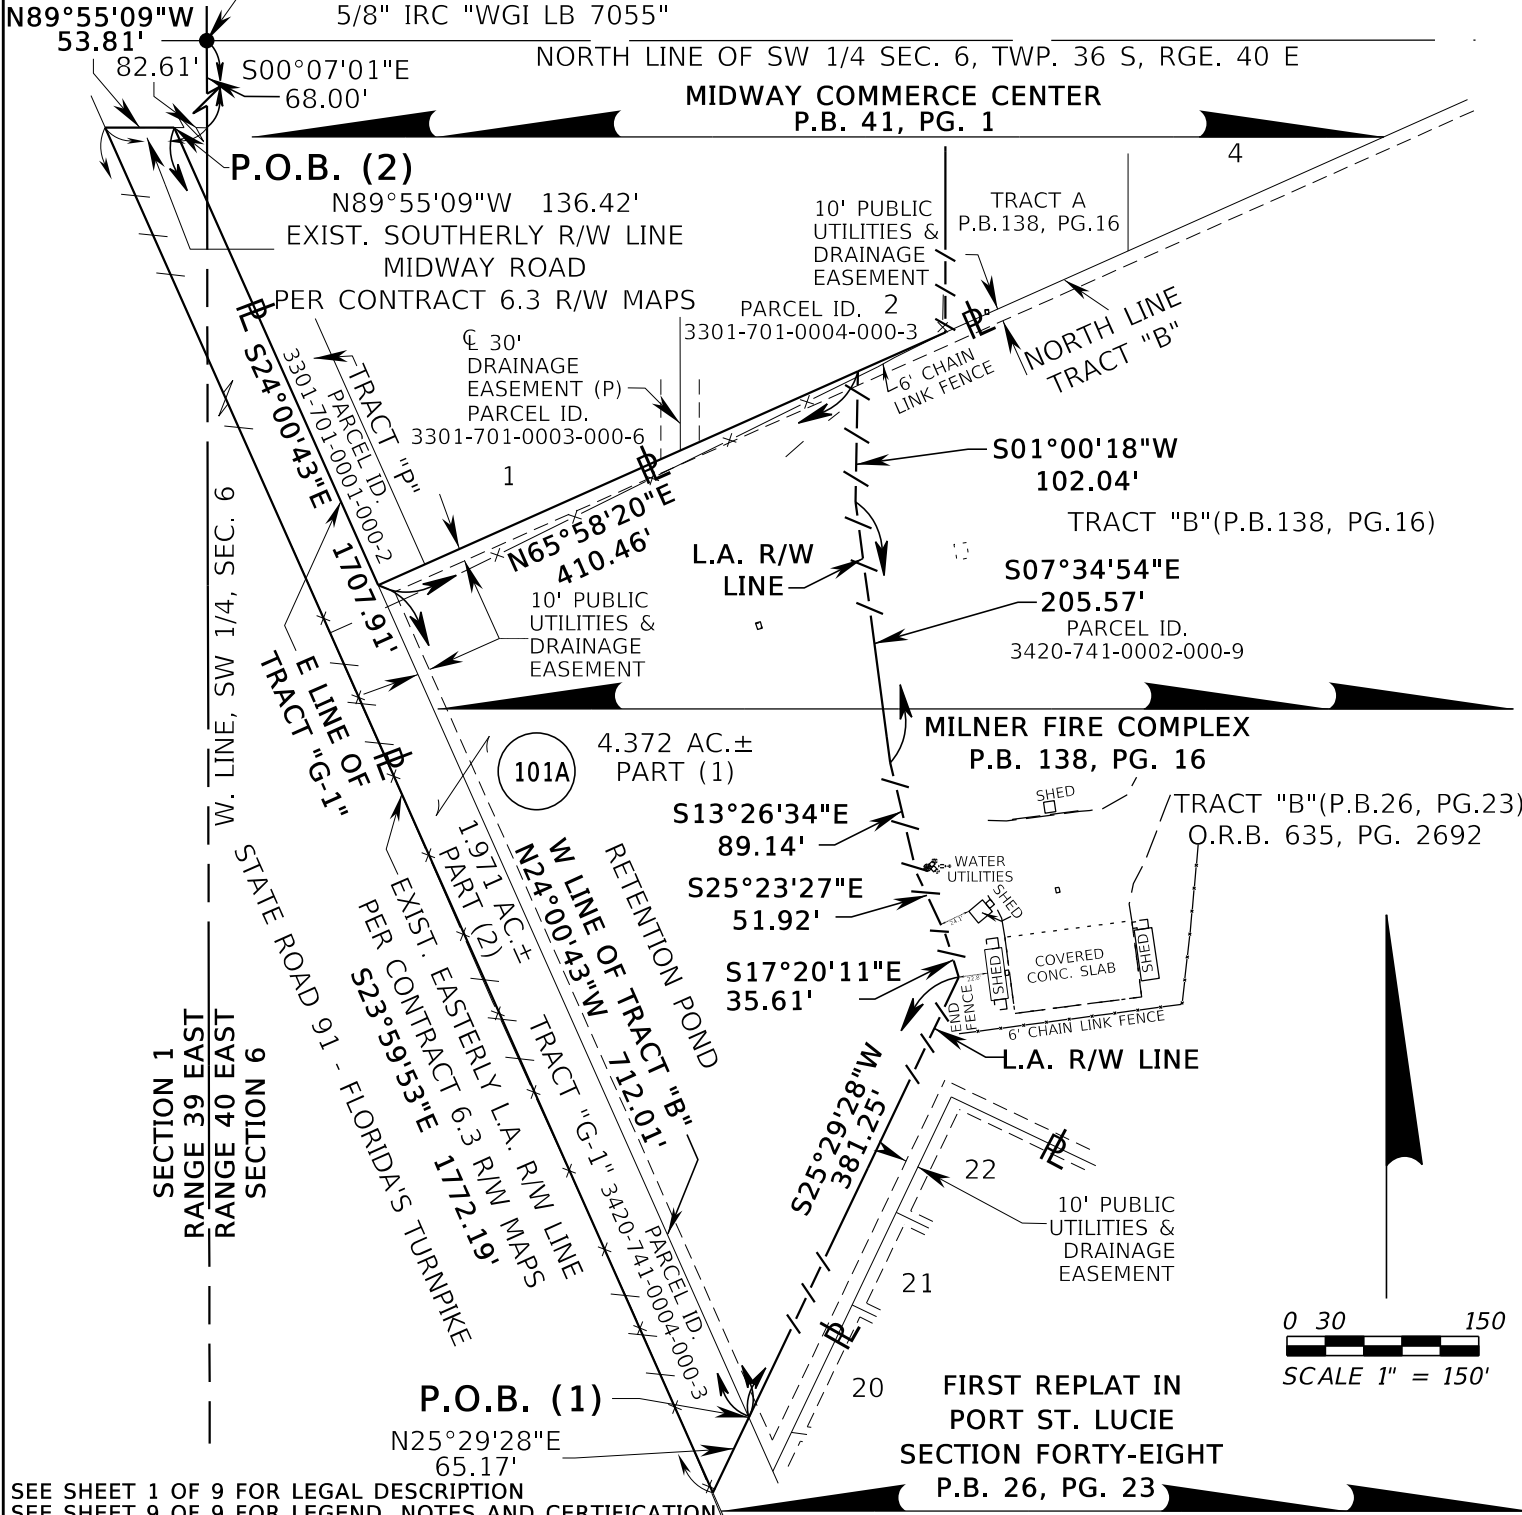 N89°55'09"W
53.81'
82.61'
5/8" IRC "WGI LB 7055"
NORTH LINE OF SW 1/4 SEC. 6, TWP. 36 S, RGE. 40 E
S00°07'01"E
68.00'
MIDWAY COMMERCE CENTER
P.B. 41, PG. 1
4
P.O.B. (2)
N89°55'09"W 136.42'
EXIST. SOUTHERLY R/W LINE
MIDWAY ROAD
PER CONTRACT 6.3 R/W MAPS
10' PUBLIC
UTILITIES &
DRAINAGE
EASEMENT
TRACT A
P.B.138, PG.16
PARCEL ID. 2
3301-701-0004-000-3
NORTH LINE
TRACT "B"
6' CHAIN
LINK FENCE
℄ 30'
DRAINAGE
EASEMENT (P)
PARCEL ID.
3301-701-0003-000-6
1
TRACT "P"
PARCEL ID.
3301-701-0001-000-2
S24°00'43"E 1707.91'
N65°58'20"E
410.46'
S01°00'18"W
102.04'
TRACT "B"(P.B.138, PG.16)
L.A. R/W
LINE
S07°34'54"E
205.57'
PARCEL ID.
3420-741-0002-000-9
10' PUBLIC
UTILITIES &
DRAINAGE
EASEMENT
W. LINE, SW 1/4, SEC. 6
E LINE OF
TRACT "G-1"
101A
4.372 AC.±
PART (1)
MILNER FIRE COMPLEX
P.B. 138, PG. 16
SHED
TRACT "B"(P.B.26, PG.23)
O.R.B. 635, PG. 2692
S13°26'34"E
89.14'
WATER
UTILITIES
S25°23'27"E
51.92'
SHED
24.1'
S17°20'11"E
35.61'
22.8'
SHED
COVERED
CONC. SLAB
SHED
END
FENCE
6' CHAIN LINK FENCE
L.A. R/W LINE
1.971 AC.±
PART (2)
W LINE OF TRACT "B"
N24°00'43"W 712.01'
RETENTION POND
STATE ROAD 91 - FLORIDA'S TURNPIKE
EXIST. EASTERLY L.A. R/W LINE
PER CONTRACT 6.3 R/W MAPS
S23°59'53"E 1772.19'
TRACT "G-1"
PARCEL ID.
3420-741-0004-000-3
SECTION 1
RANGE 39 EAST
RANGE 40 EAST
SECTION 6
S25°29'28"W
381.25'
22
10' PUBLIC
UTILITIES &
DRAINAGE
EASEMENT
21
20
0 30 150
SCALE 1" = 150'
P.O.B. (1)
N25°29'28"E
65.17'
FIRST REPLAT IN
PORT ST. LUCIE
SECTION FORTY-EIGHT
P.B. 26, PG. 23
SEE SHEET 1 OF 9 FOR LEGAL DESCRIPTION
SEE SHEET 9 OF 9 FOR LEGEND, NOTES AND CERTIFICATION